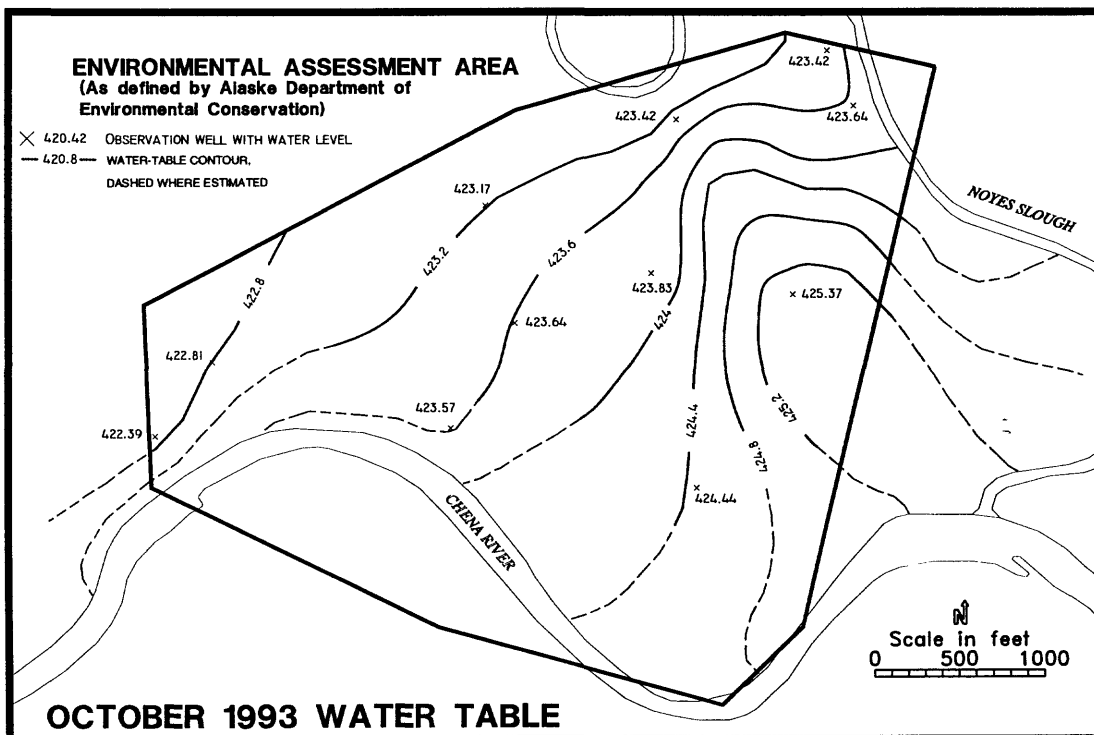 ENVIRONMENTAL ASSESSMENT AREA
(As defined by Alaske Department of
Environmental Conservation)
420.42 OBSERVATION WELL WITH WATER LEVEL
420.8 WATER-TABLE CONTOUR,
DASHED WHERE ESTIMATED
423.42
423.42
423.64
423.17
NOYES SLOUGH
423.2
423.6
422.8
423.83
425.37
424
423.64
422.81
423.57
425.2
424.4
422.39
424.8
424.44
CHENA RIVER
N
Scale in feet
0 500 1000
OCTOBER 1993 WATER TABLE